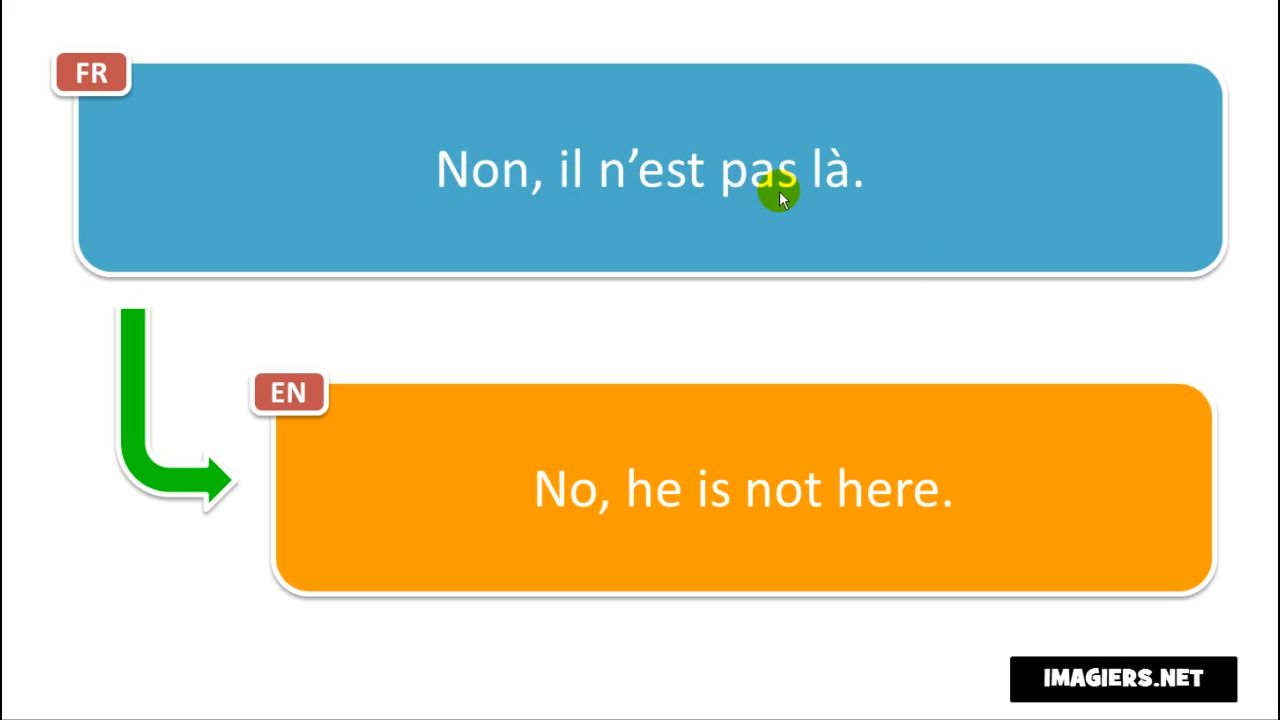 FR
Non, il n’est pas là.
EN
No, he is not here.
IMAGIERS.NET